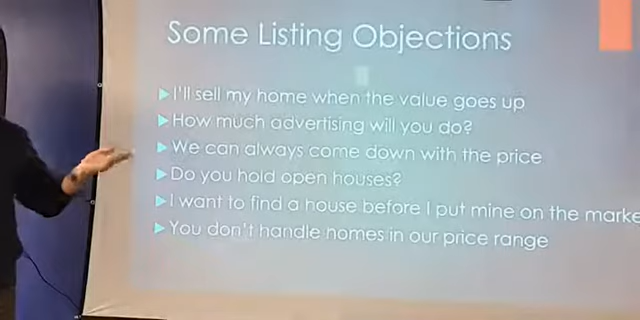 Some Listing Objections
I'll sell my home when the value goes up
How much advertising will you do?
We can always come down with the price
Do you hold open houses?
I want to find a house before I put mine on the marke
You don't handle homes in our price range